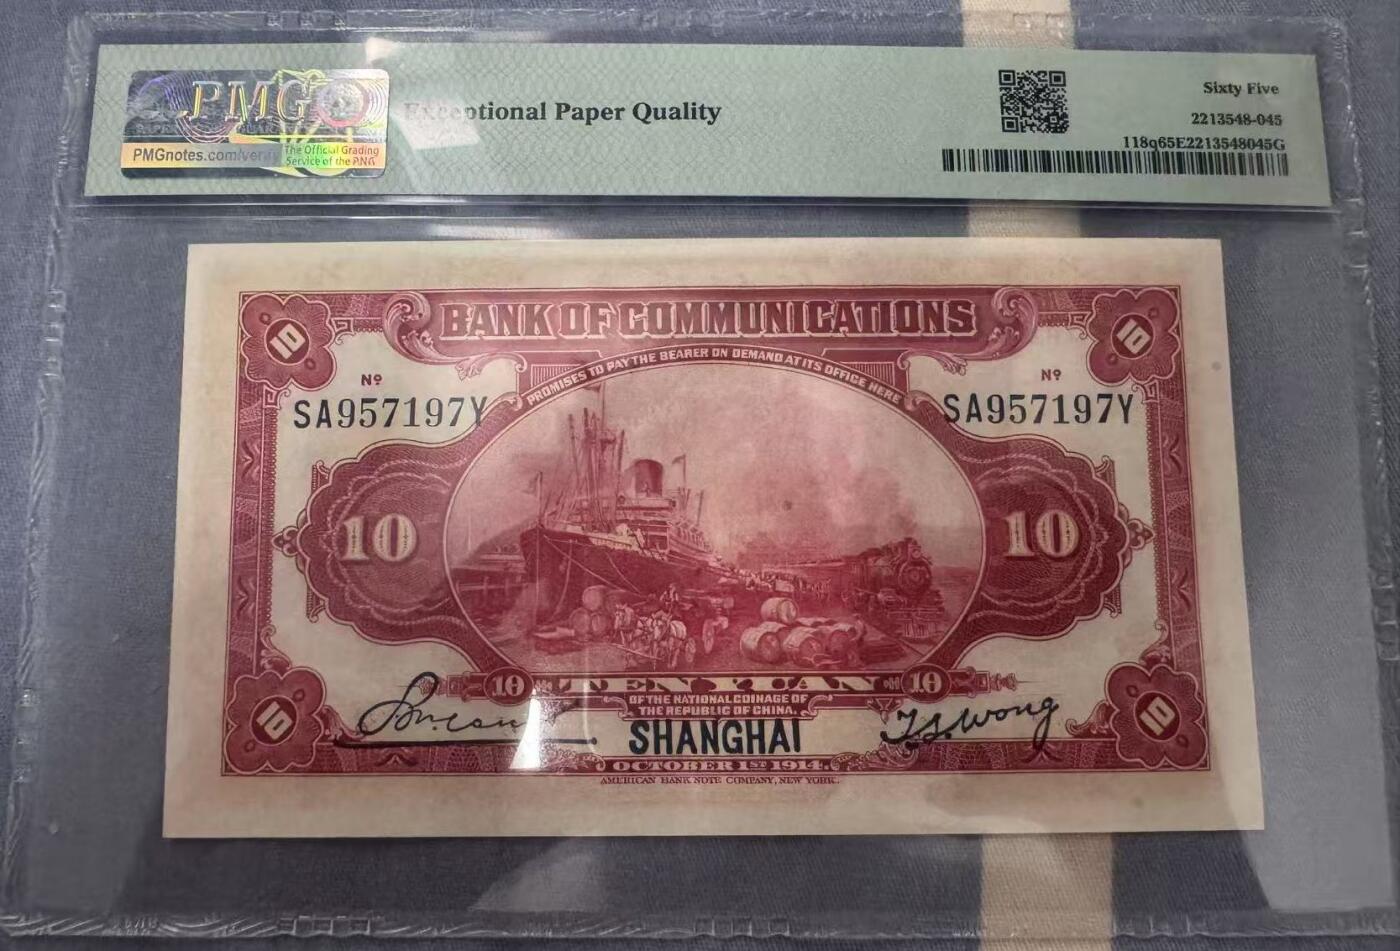 PMG
PMGnotes.com/verify
The Official Grading
Service of the PNG
Exceptional Paper Quality
Sixty Five
2213548-045
118q65E2213548045G
10
BANK OF COMMUNICATIONS
10
PROMISES TO PAY THE BEARER ON DEMAND AT ITS OFFICE HERE
Nº
SA957197Y
Nº
SA957197Y
10
10
10 TEN YUAN 10
OF THE NATIONAL COINAGE OF
THE REPUBLIC OF CHINA.
10
SHANGHAI
T.S. Wong
10
OCTOBER 1ST 1914.
AMERICAN BANK NOTE COMPANY, NEW YORK.